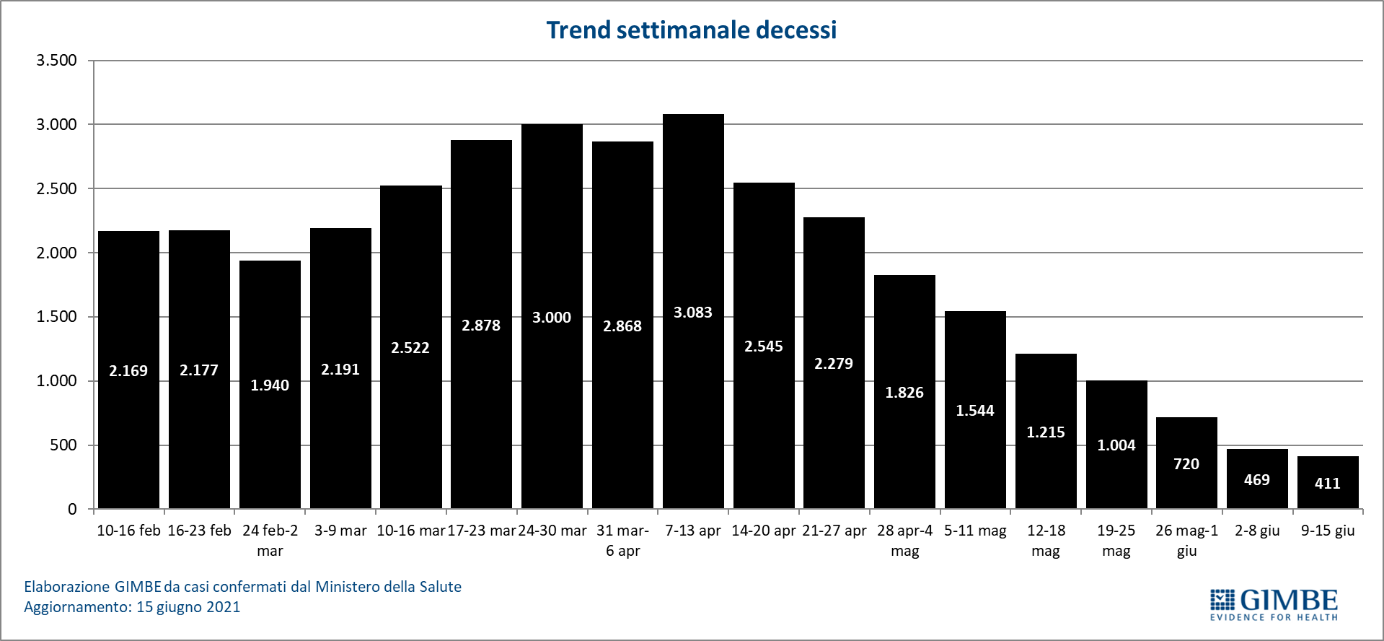 Trend settimanale decessi
3.500
3.000
2.500
2.000
1.500
1.000
500
0
2.169
2.177
1.940
2.191
2.522
2.878
3.000
2.868
3.083
2.545
2.279
1.826
1.544
1.215
1.004
720
469
411
10-16 feb
16-23 feb
24 feb-2
mar
3-9 mar
10-16 mar
17-23 mar
24-30 mar
31 mar-
6 apr
7-13 apr
14-20 apr
21-27 apr
28 apr-4
mag
5-11 mag
12-18
mag
19-25
mag
26 mag-1
giu
2-8 giu
9-15 giu
Elaborazione GIMBE da casi confermati dal Ministero della Salute
Aggiornamento: 15 giugno 2021
GIMBE
EVIDENCE FOR HEALTH